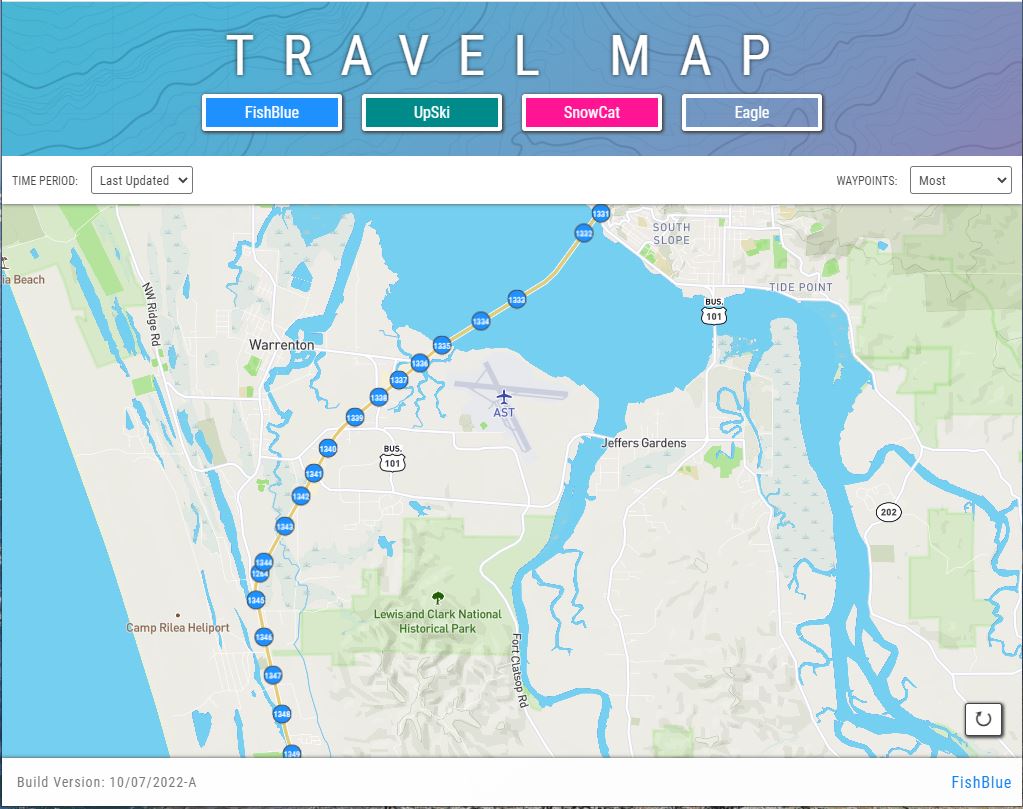 TRAVEL MAP
FishBlue UpSki SnowCat Eagle
TIME PERIOD: Last Updated WAYPOINTS: Most
1331
SOUTH
SLOPE
1332
ia Beach
TIDE POINT
NW Ridge Rd
1333
BUS.
101
1334
Warrenton
1335
1336
1337
1338
AST
1339
Jeffers Gardens
1340
BUS.
101
1341
1342
202
1343
1344
1264
1345
Lewis and Clark National
Historical Park
Camp Rilea Heliport
1346
Fort Clatsop Rd
1347
1348
1349
Build Version: 10/07/2022-A FishBlue